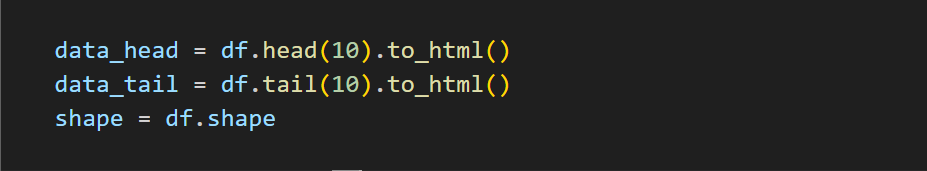 data_head = df.head(10).to_html()
data_tail = df.tail(10).to_html()
shape = df.shape